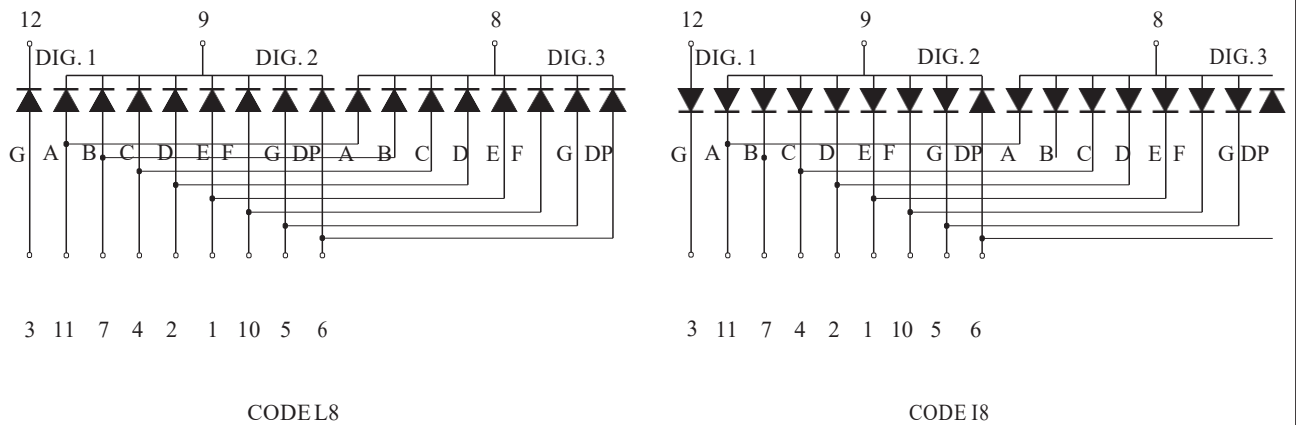 12 9 8 12 9 8
DIG. 1 DIG. 2 DIG. 3 DIG. 1 DIG. 2 DIG. 3
G A B C D E F G DP A B C D E F G DP G A B C D E F G DP A B C D E F G DP
3 11 7 4 2 1 10 5 6 3 11 7 4 2 1 10 5 6
CODE L8 CODE I8